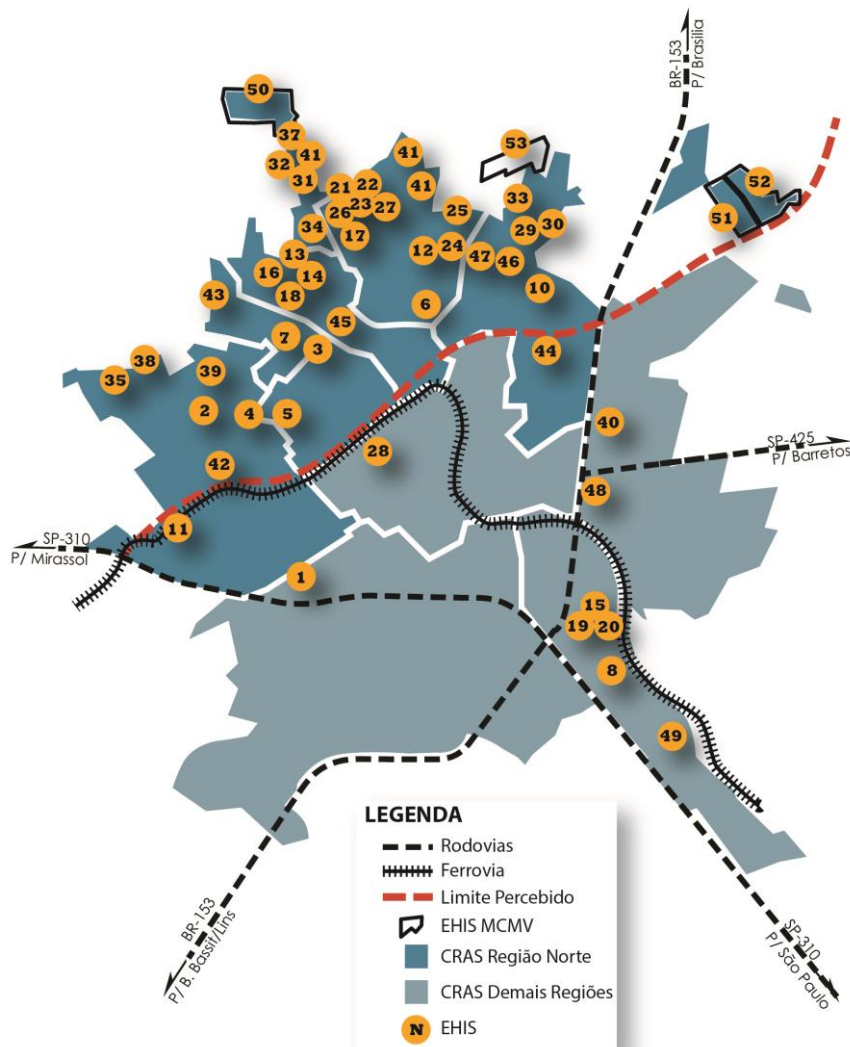 BR-153
P/ Brasilia
50
37
41
32
31
41
53
21
22
41
52
33
26
23
27
25
51
34
17
29
30
12
24
47
46
13
16
14
10
43
18
6
45
7
3
44
38
35
39
2
4
5
40
28
SP-425
P/ Barretos
42
48
11
SP-310
P/ Mirassol
1
15
19
20
8
49
LEGENDA
Rodovias
Ferrovia
Limite Percebido
EHIS MCMV
CRAS Região Norte
CRAS Demais Regiões
N EHIS
BR-153
P/ B. Bassit/Lins
SP-310
P/ São Paulo